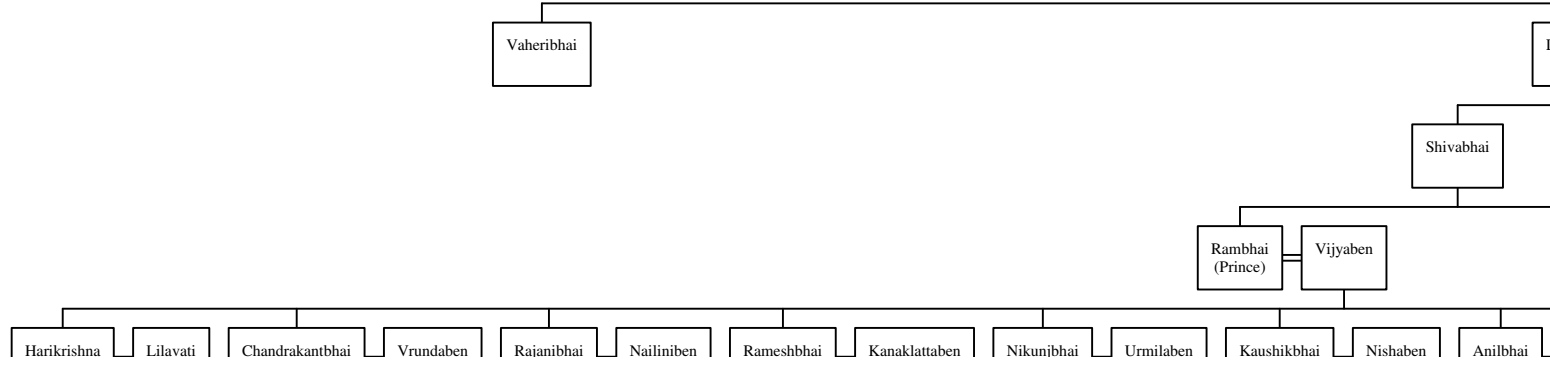 Vaheribhai
Shivabhai
Rambhai
(Prince)
Vijyaben
Harikrishna
Lilavati
Chandrakantbhai
Vrundaben
Rajanibhai
Nailiniben
Rameshbhai
Kanaklattaben
Nikunjbhai
Urmilaben
Kaushikbhai
Nishaben
Anilbhai